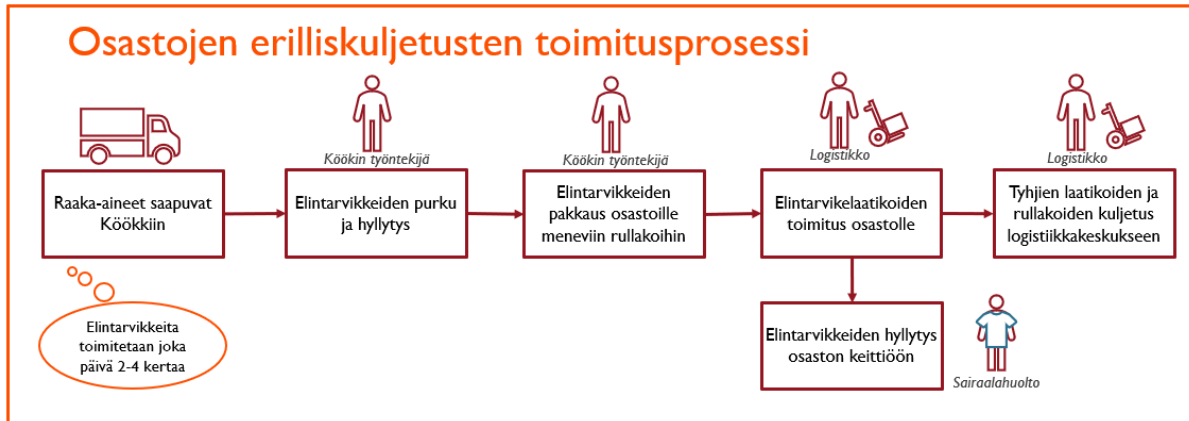 Osastojen erilliskuljetusten toimitusprosessi
Köökin työntekijä
Köökin työntekijä
Logistikko
Logistikko
Raaka-aineet saapuvat
Köökkiin
Elintarvikkeiden purku
ja hyllytys
Elintarvikkeiden
pakkaus osastoille
meneviin rullakoihin
Elintarvikelaatikoiden
toimitus osastolle
Tyhjien laatikoiden ja
rullakoiden kuljetus
logistiikkakeskukseen
Elintarvikkeita
toimitetaan joka
päivä 2-4 kertaa
Elintarvikkeiden hyllytys
osaston keittiöön
Sairaalahuolto